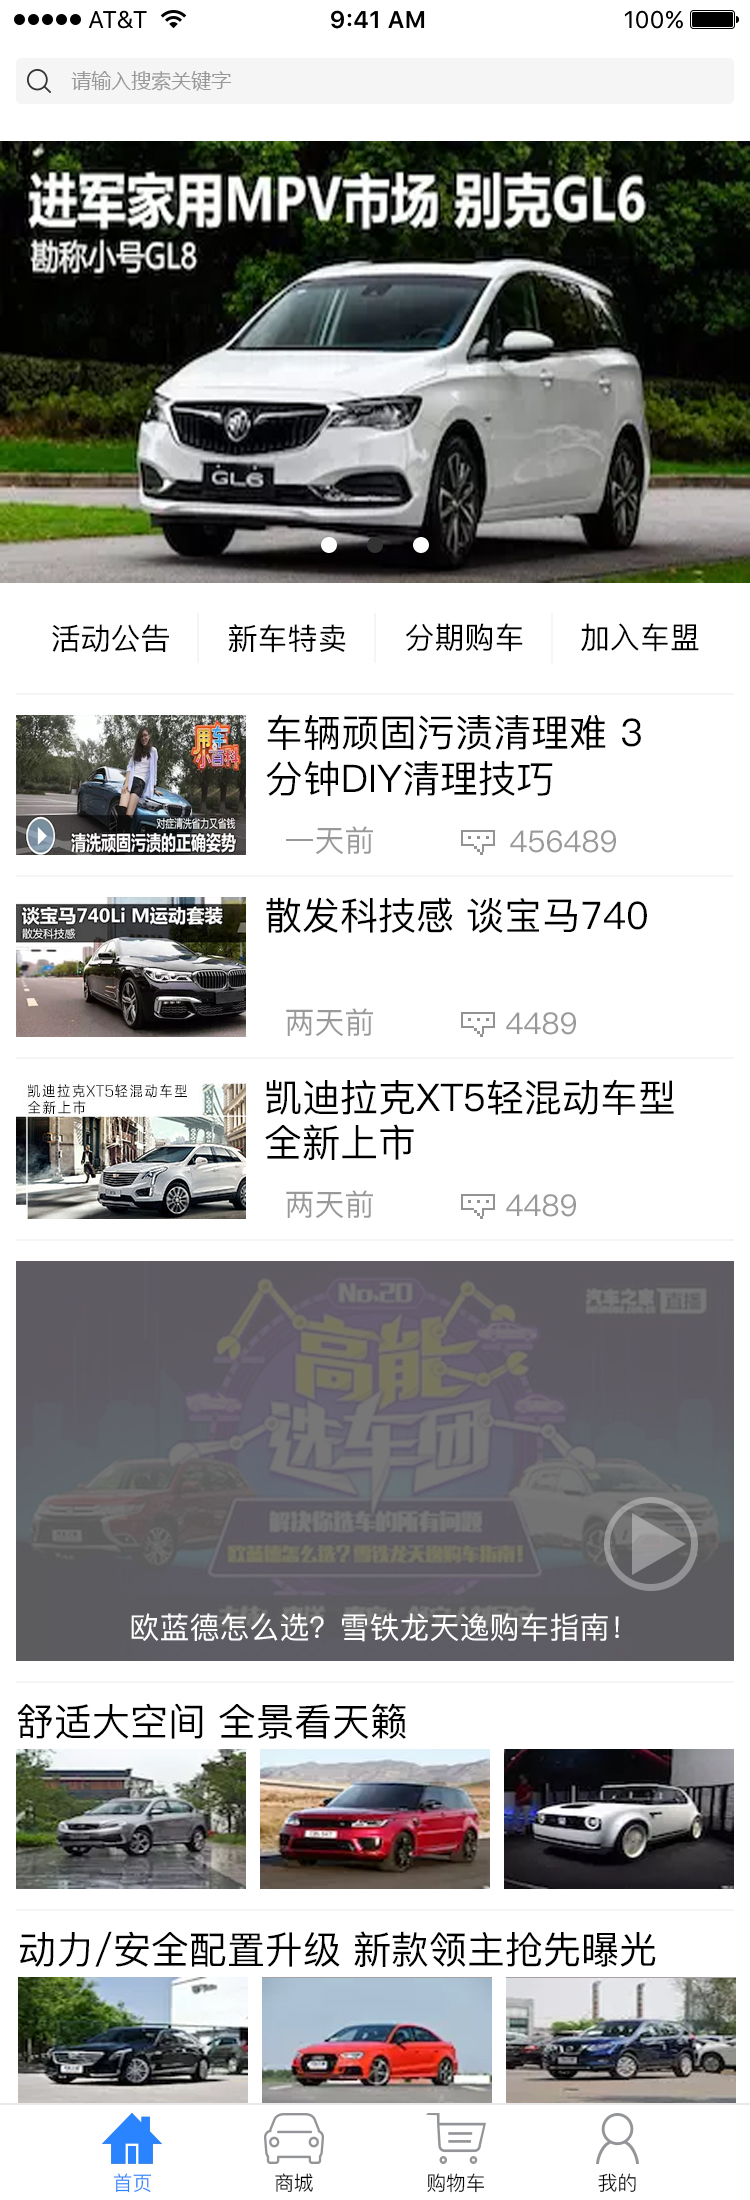 AT&T
9:41 AM
100%
请输入搜索关键字
进军家用MPV市场 别克GL6
勘称小号GL8
GL6
活动公告
新车特卖
分期购车
加入车盟
用车
小百科
对症清洗省力又省钱
清洗顽固污渍的正确姿势
车辆顽固污渍清理难 3
分钟DIY清理技巧
一天前
456489
谈宝马740Li M运动套装
散发科技感
散发科技感 谈宝马740
两天前
4489
凯迪拉克XT5轻混动车型
全新上市
凯迪拉克XT5轻混动车型
全新上市
两天前
4489
No.20
汽车之家
直播
高能
选车团
解决你选车的所有问题
欧蓝德怎么选?雪铁龙天逸购车指南!
欧蓝德怎么选？雪铁龙天逸购车指南！
舒适大空间 全景看天籁
动力/安全配置升级 新款领主抢先曝光
首页
商城
购物车
我的